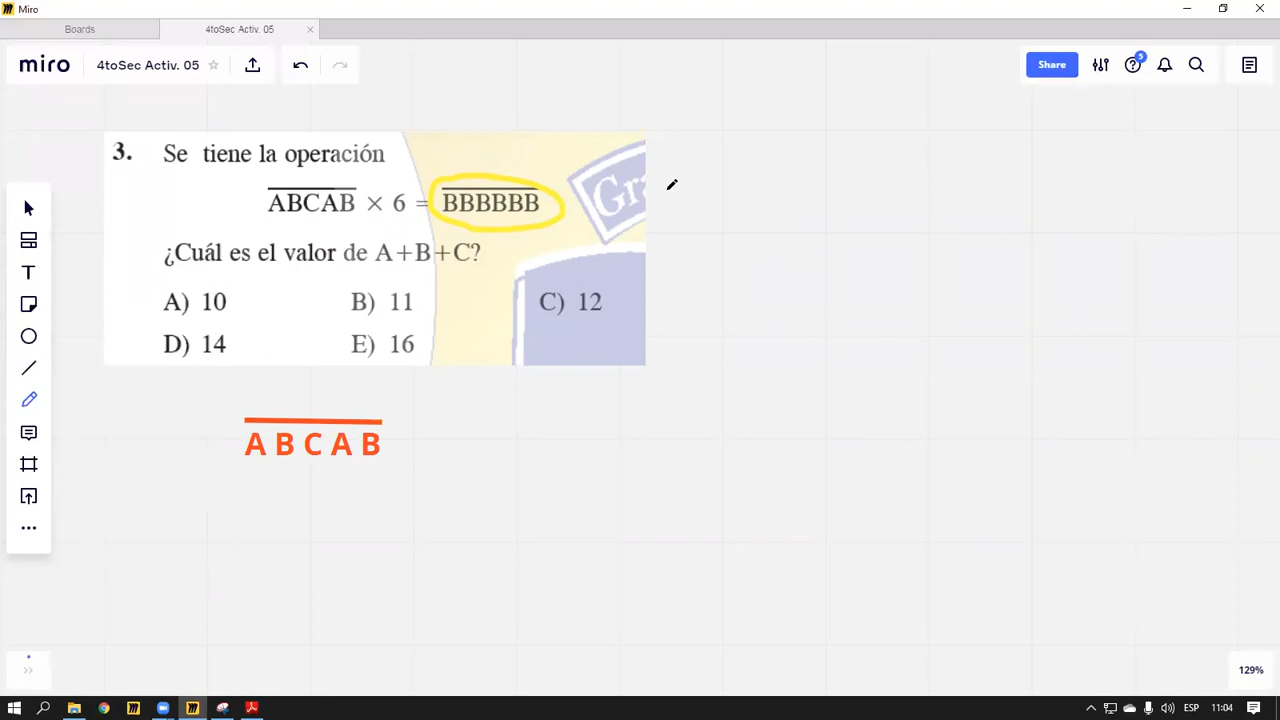 Miro
Boards
4toSec Activ. 05
miro
4toSec Activ. 05
Share
5
3. Se tiene la operación
ABCAB × 6 = BBBBBB
¿Cuál es el valor de A+B+C?
A) 10 B) 11 C) 12
D) 14 E) 16
A B C A B
129%
ESP
11:04